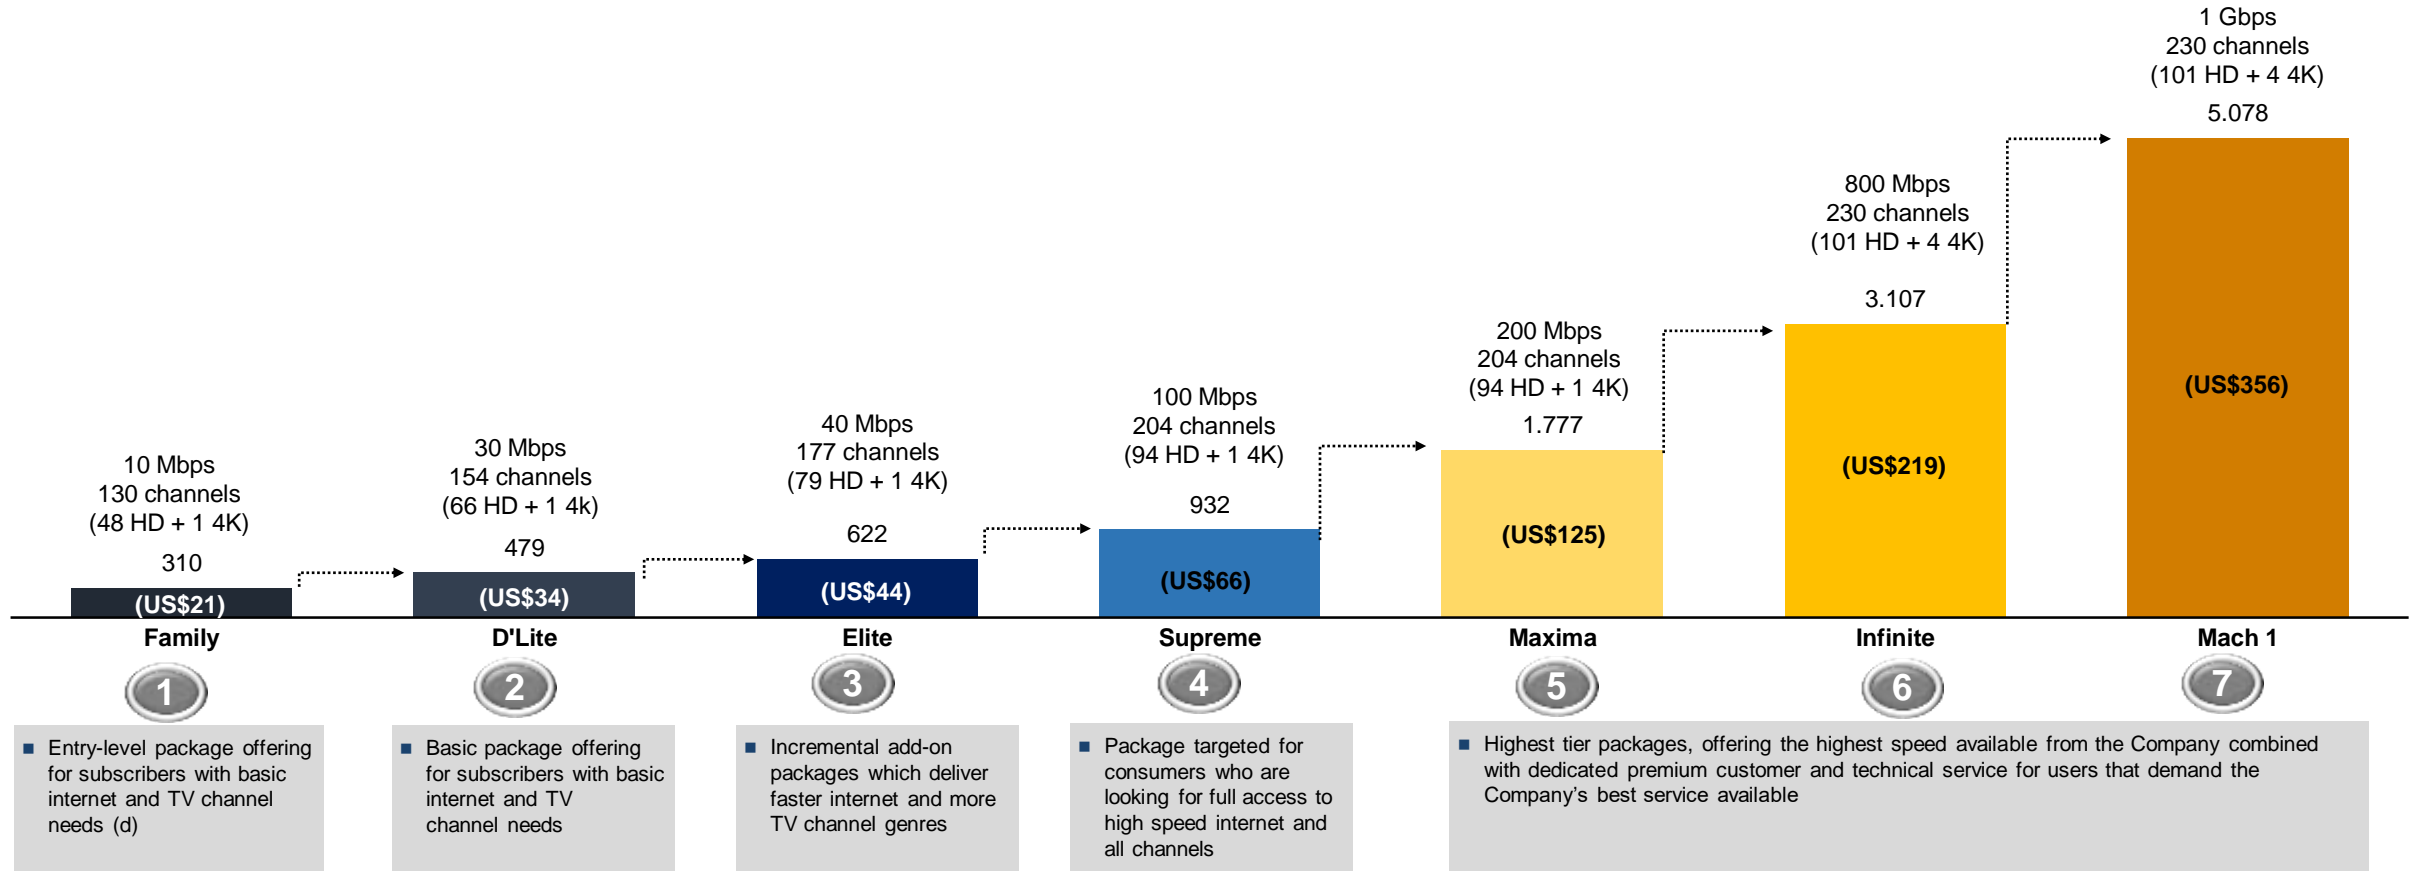 10 Mbps
130 channels
(48 HD + 1 4K)
310
(US$21)
30 Mbps
154 channels
(66 HD + 1 4k)
479
(US$34)
40 Mbps
177 channels
(79 HD + 1 4K)
622
(US$44)
100 Mbps
204 channels
(94 HD + 1 4K)
932
(US$66)
200 Mbps
204 channels
(94 HD + 1 4K)
1.777
(US$125)
800 Mbps
230 channels
(101 HD + 4 4K)
3.107
(US$219)
1 Gbps
230 channels
(101 HD + 4 4K)
5.078
(US$356)
Family
D'Lite
Elite
Supreme
Maxima
Infinite
Mach 1
1
2
3
4
5
6
7
Entry-level package offering
for subscribers with basic
internet and TV channel
needs (d)
Basic package offering
for subscribers with basic
internet and TV
channel needs
Incremental add-on
packages which deliver
faster internet and more
TV channel genres
Package targeted for
consumers who are
looking for full access to
high speed internet and
all channels
Highest tier packages, offering the highest speed available from the Company combined
with dedicated premium customer and technical service for users that demand the
Company’s best service available